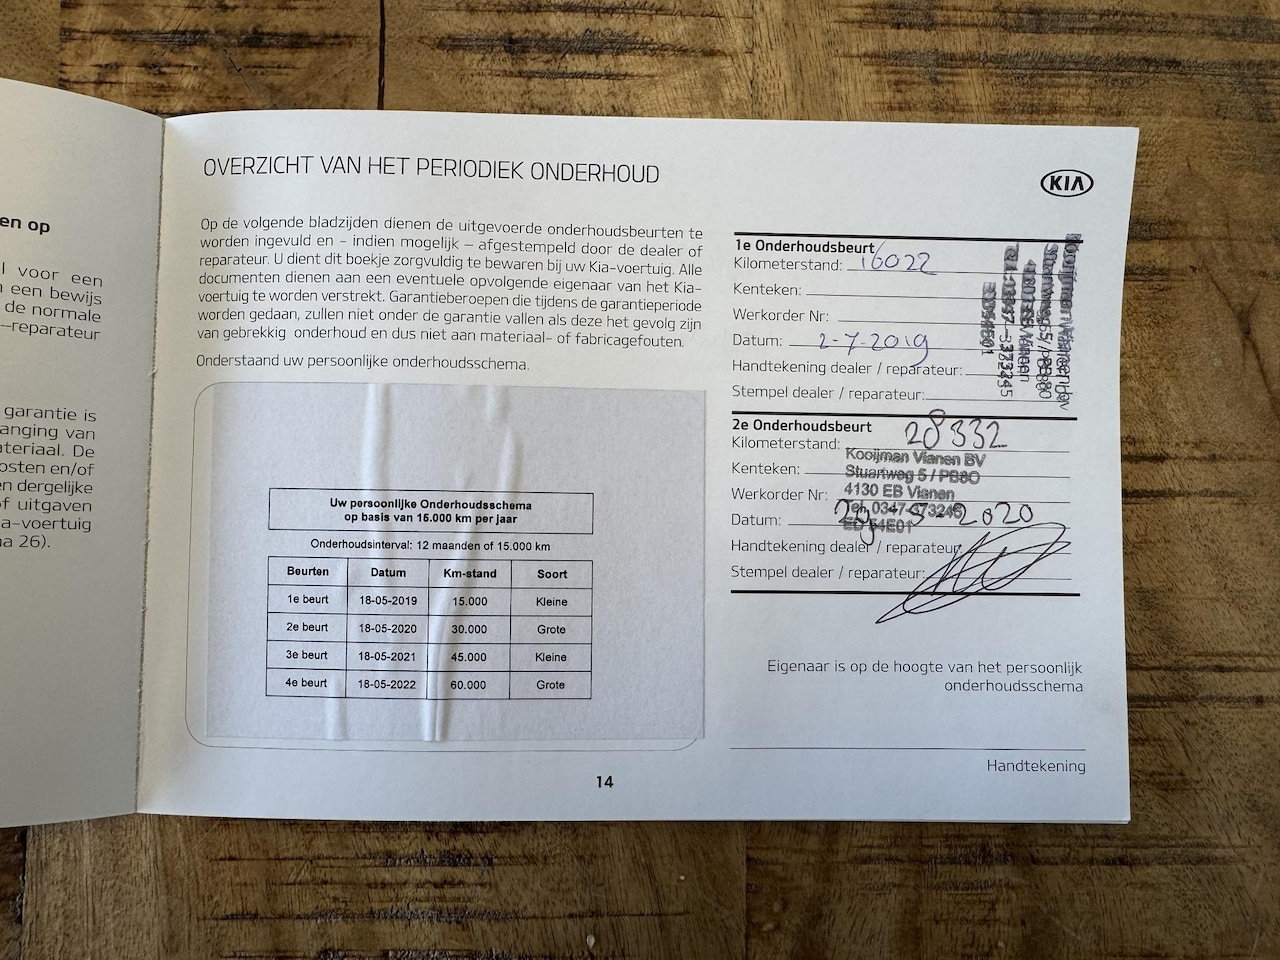 en op
l voor een
n een bewijs
de normale
–reparateur
garantie is
anging van
ateriaal. De
osten en/of
en dergelijke
of uitgaven
a-voertuig
na 26).
OVERZICHT VAN HET PERIODIEK ONDERHOUD
KIA
Op de volgende bladzijden dienen de uitgevoerde onderhoudsbeurten te
worden ingevuld en – indien mogelijk – afgestempeld door de dealer of
reparateur. U dient dit boekje zorgvuldig te bewaren bij uw Kia-voertuig. Alle
documenten dienen aan een eventuele opvolgende eigenaar van het Kia-
voertuig te worden verstrekt. Garantieberoepen die tijdens de garantieperiode
worden gedaan, zullen niet onder de garantie vallen als deze het gevolg zijn
van gebrekkig onderhoud en dus niet aan materiaal- of fabricagefouten.
Onderstaand uw persoonlijke onderhoudsschema.
Uw persoonlijke Onderhoudsschema
op basis van 15.000 km per jaar
Onderhoudsinterval: 12 maanden of 15.000 km
Beurten Datum Km-stand Soort
1e beurt 18-05-2019 15.000 Kleine
2e beurt 18-05-2020 30.000 Grote
3e beurt 18-05-2021 45.000 Kleine
4e beurt 18-05-2022 60.000 Grote
14
1e Onderhoudsbeurt
Kilometerstand: 16022
Kenteken:
Werkorder Nr:
Datum: 2-7-2019
Handtekening dealer / reparateur:
Stempel dealer / reparateur:
2e Onderhoudsbeurt
Kilometerstand: 28332
Kooijman Vianen BV
Kenteken: Stuartweg 5 / PB80
Werkorder Nr: 4130 EB Vianen
Tel. 0347-373245
Datum: 29-5-2020
ED 54E01
Handtekening dealer / reparateur:
Stempel dealer / reparateur:
Eigenaar is op de hoogte van het persoonlijk
onderhoudsschema
Handtekening